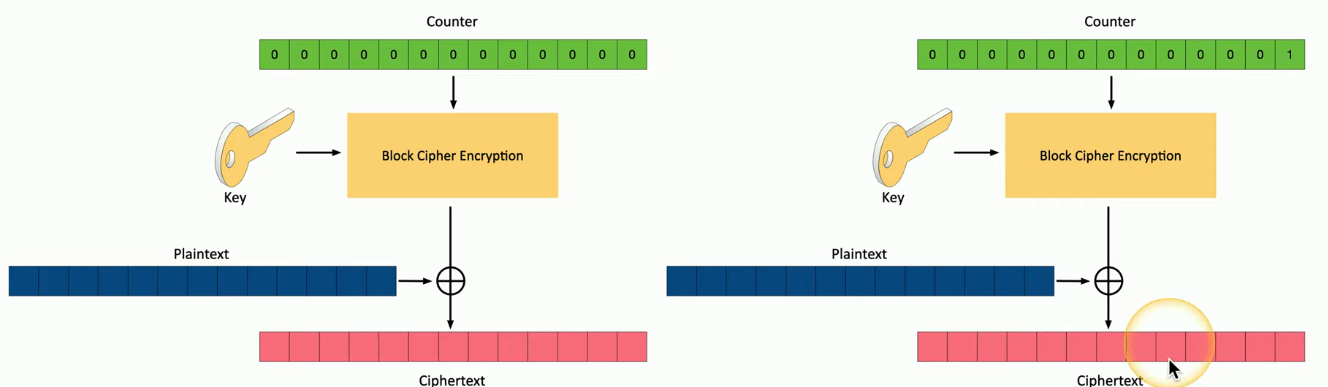 Counter
0 0 0 0 0 0 0 0 0 0 0 0 0
Block Cipher Encryption
Key
Plaintext
Ciphertext
Counter
0 0 0 0 0 0 0 0 0 0 0 0 1
Block Cipher Encryption
Key
Plaintext
Ciphertext